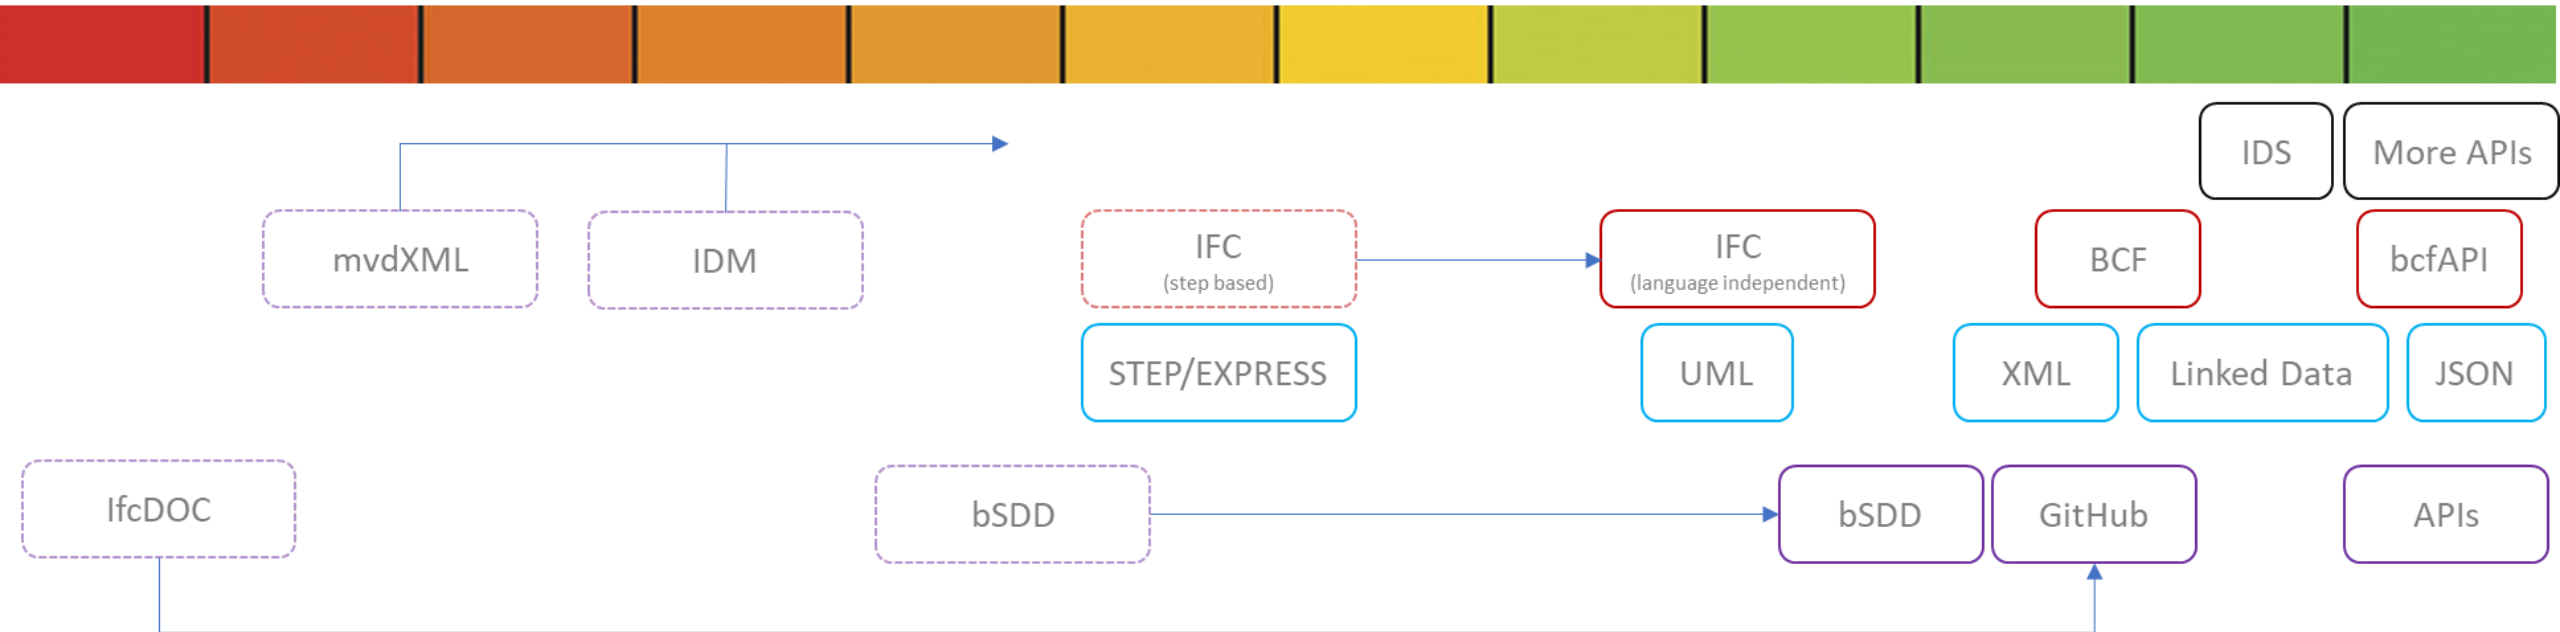 IDS
More APIs
mvdXML
IDM
IFC
(step based)
IFC
(language independent)
BCF
bcfAPI
STEP/EXPRESS
UML
XML
Linked Data
JSON
IfcDOC
bSDD
bSDD
GitHub
APIs